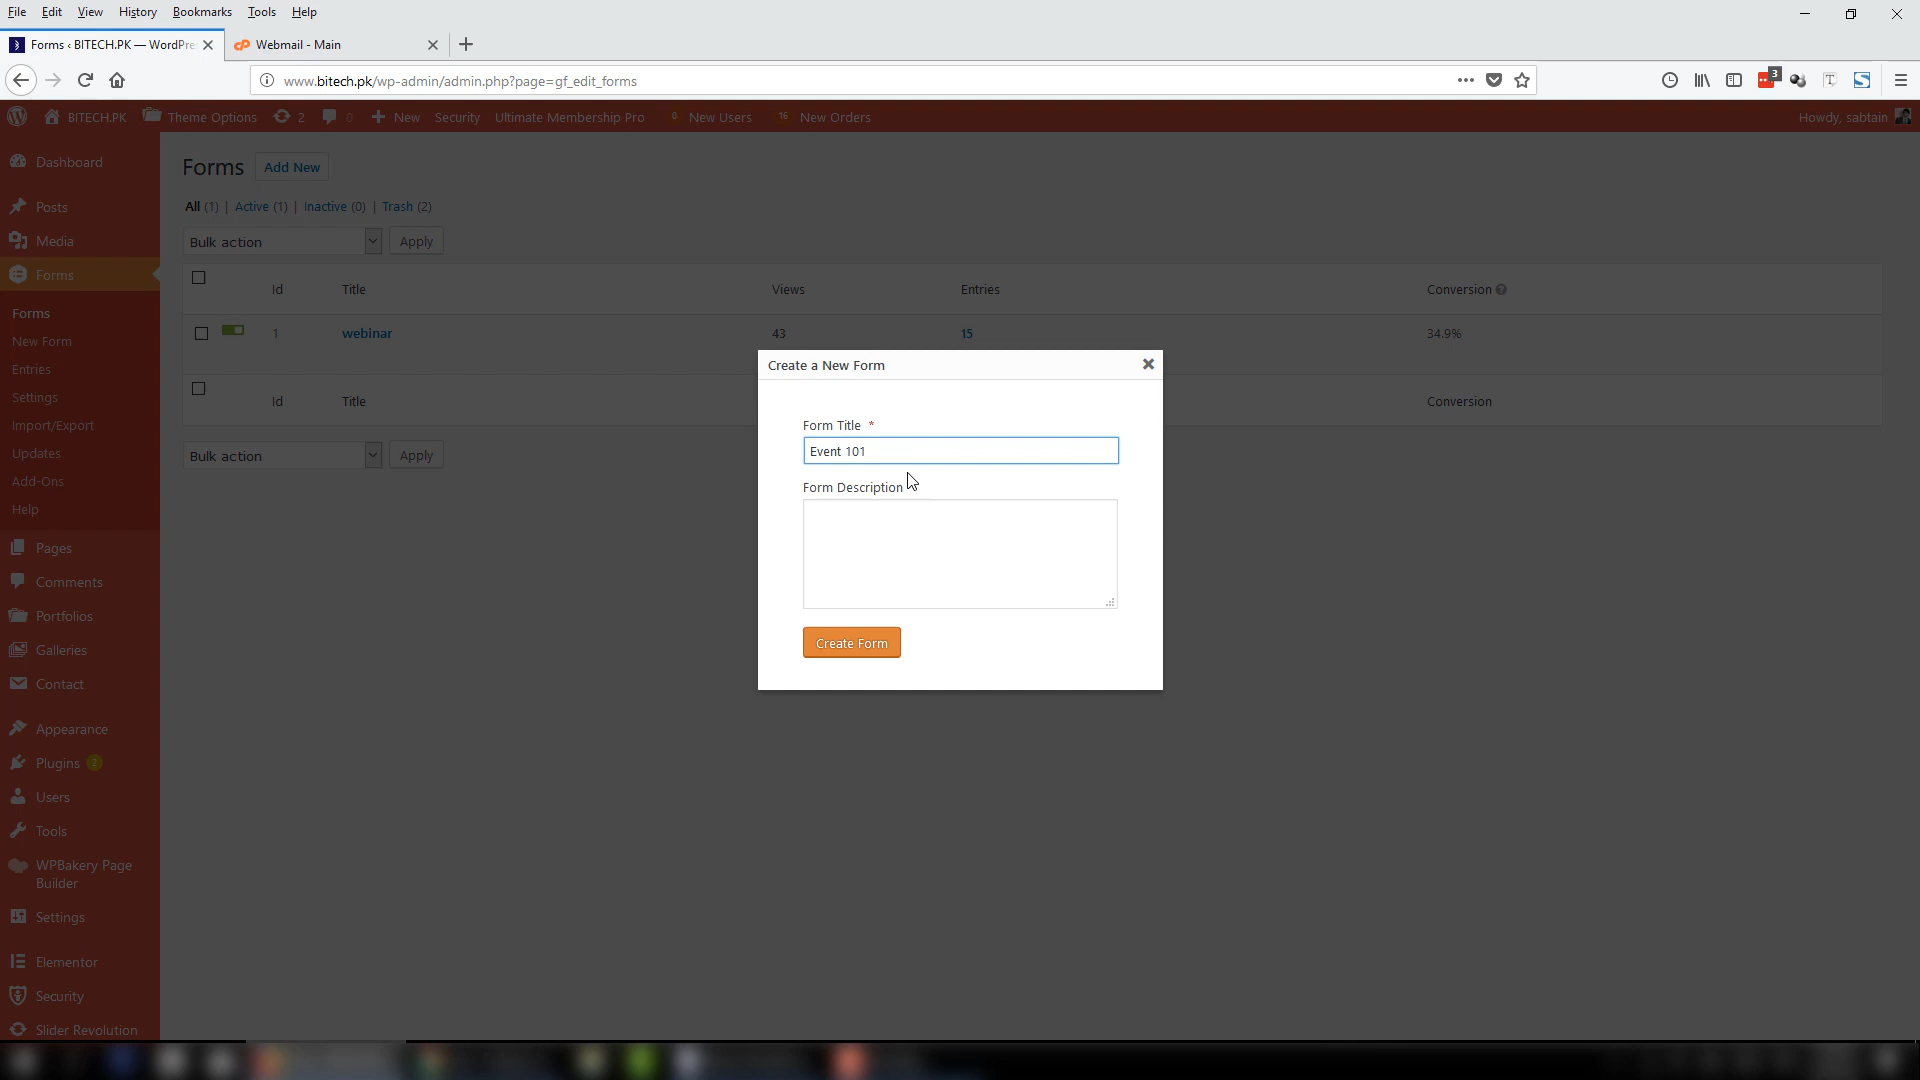 File Edit View History Bookmarks Tools Help
Forms ‹ BITECH.PK — WordPre
Webmail - Main
www.bitech.pk/wp-admin/admin.php?page=gf_edit_forms
3
BITECH.PK Theme Options 2 0 New Security Ultimate Membership Pro 0 New Users 16 New Orders Howdy, sabtain
Dashboard
Posts
Media
Forms
Forms
New Form
Entries
Settings
Import/Export
Updates
Add-Ons
Help
Pages
Comments
Portfolios
Galleries
Contact
Appearance
Plugins 2
Users
Tools
WPBakery Page
Builder
Settings
Elementor
Security
Slider Revolution
Forms Add New
All (1) | Active (1) | Inactive (0) | Trash (2)
Bulk action Apply
Id Title Views Entries Conversion
1 webinar 43 15 34.9%
Id Title Conversion
Bulk action Apply
Create a New Form
Form Title *
Event 101
Form Description
Create Form